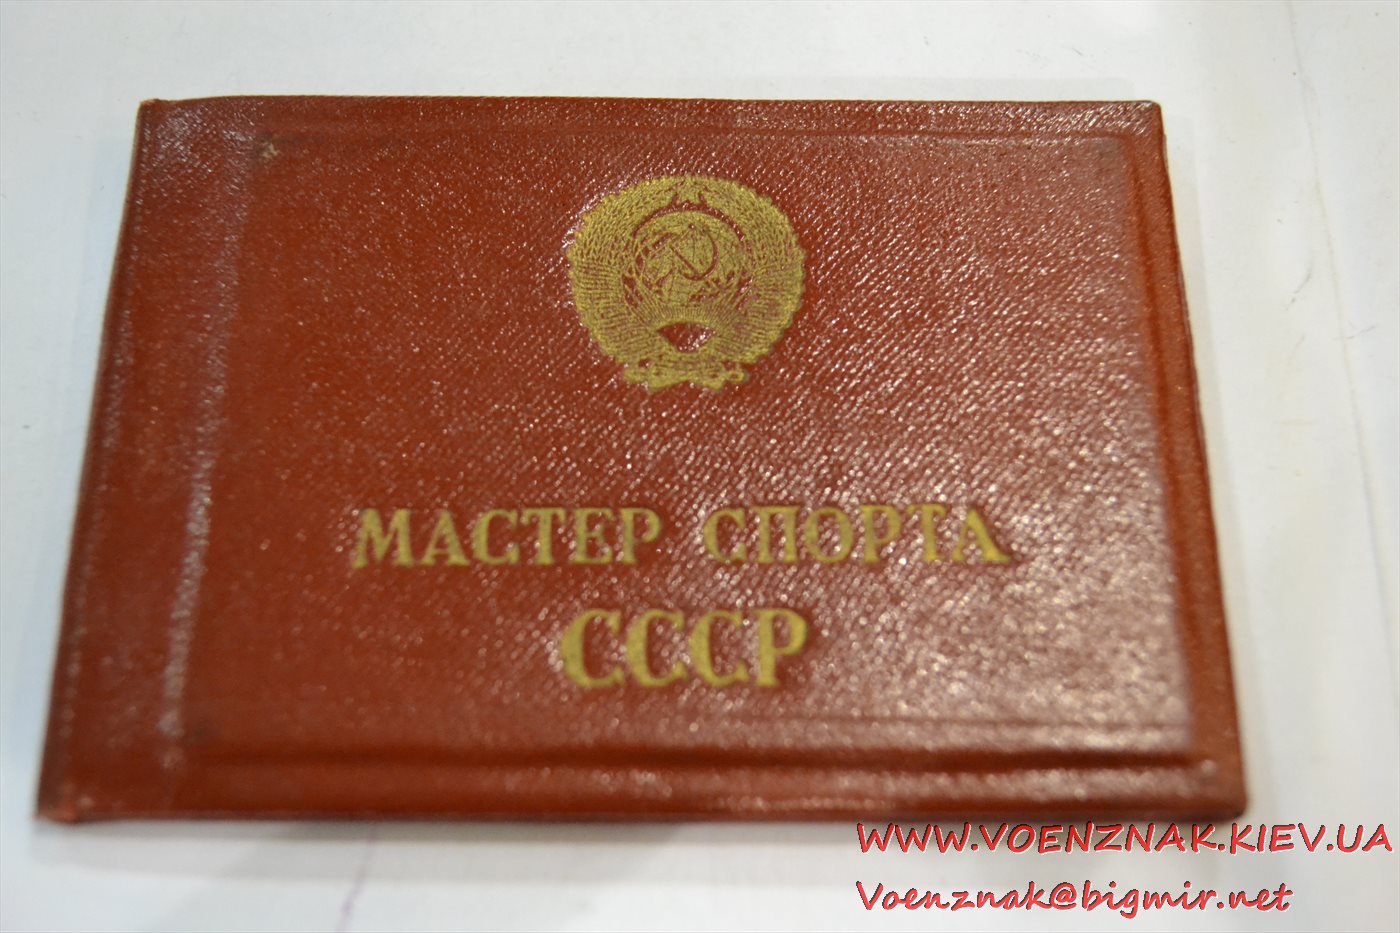 МАСТЕР СПОРТА
СССР
WWW.VOENZNAK.KIEV.UA
Voenznak@bigmir.net